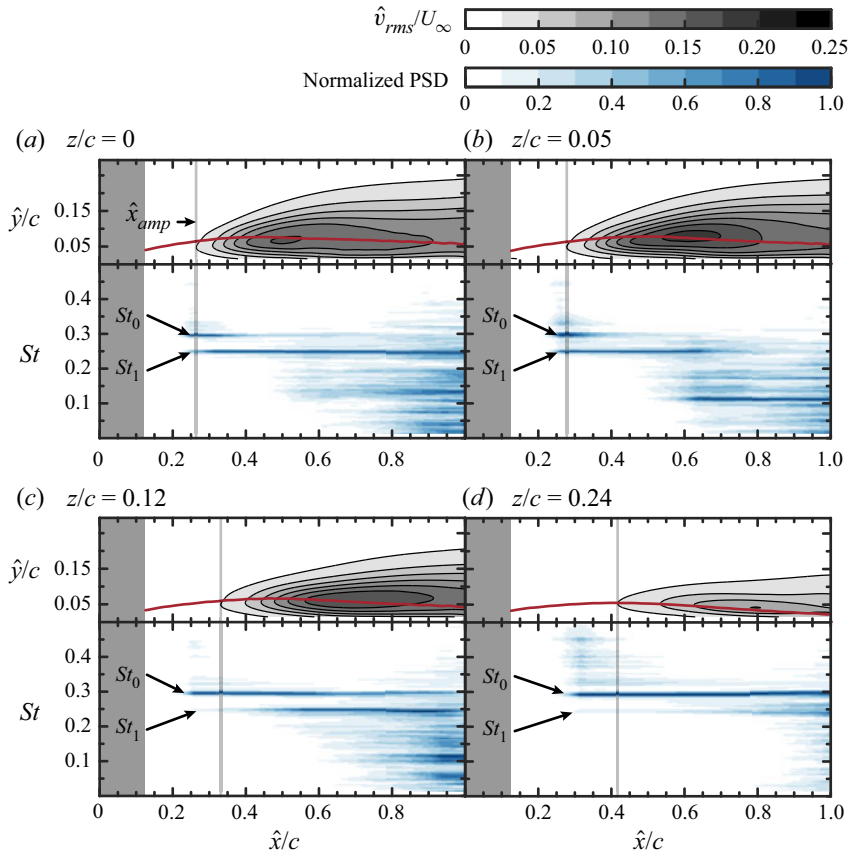 v̂rms/U∞
0 0.05 0.10 0.15 0.20 0.25
Normalized PSD
0 0.2 0.4 0.6 0.8 1.0
(a) z/c = 0 (b) z/c = 0.05
ŷ/c 0.15 x̂amp
0.05
0.4
St0 St0
St 0.3
0.2 St1 St1
0.1
0 0.2 0.4 0.6 0.8 0.2 0.4 0.6 0.8 1.0
(c) z/c = 0.12 (d) z/c = 0.24
ŷ/c 0.15
0.05
0.4
St0 St0
St 0.3
0.2 St1 St1
0.1
0 0.2 0.4 0.6 0.8 0.2 0.4 0.6 0.8 1.0
x̂/c x̂/c